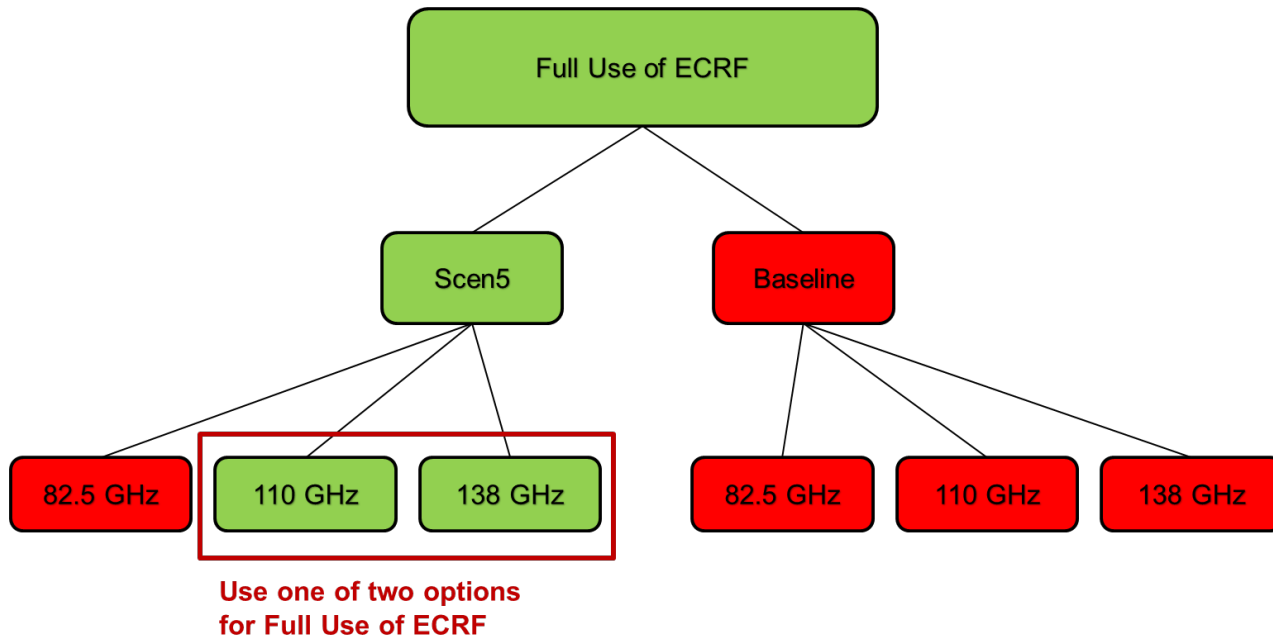 Full Use of ECRF
Scen5
Baseline
82.5 GHz
110 GHz
138 GHz
82.5 GHz
110 GHz
138 GHz
Use one of two options
for Full Use of ECRF